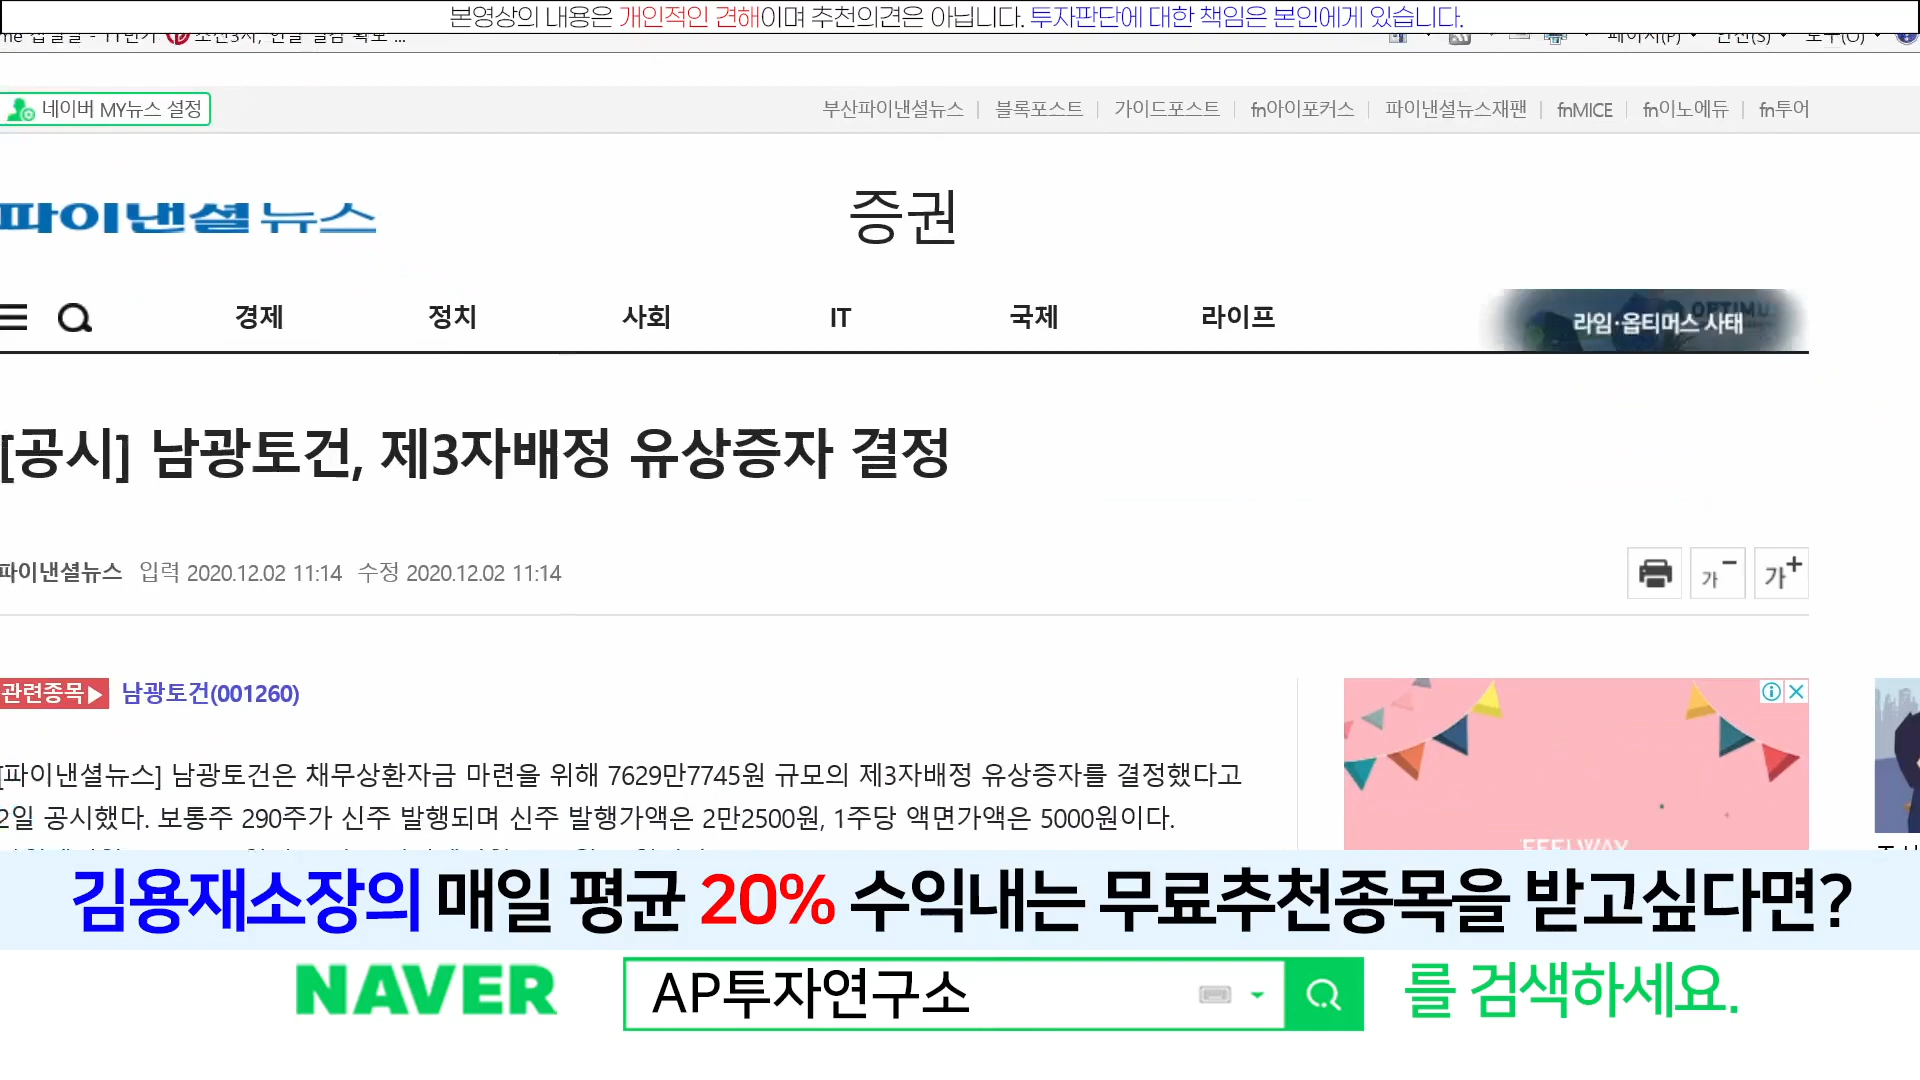 본영상의 내용은 개인적인 견해이며 추천의견은 아닙니다. 투자판단에 대한 책임은 본인에게 있습니다.
페이지(P) 안전(S) 도구(O)
네이버 MY뉴스 설정
부산파이낸셜뉴스 | 블록포스트 | 가이드포스트 | fn아이포커스 | 파이낸셜뉴스재팬 | fnMICE | fn이노에듀 | fn투어
파이낸셜뉴스
증권
경제 정치 사회 IT 국제 라이프
라임·옵티머스 사태
[공시] 남광토건, 제3자배정 유상증자 결정
파이낸셜뉴스 입력 2020.12.02 11:14 수정 2020.12.02 11:14
가- 가+
관련종목▶ 남광토건(001260)
[파이낸셜뉴스] 남광토건은 채무상환자금 마련을 위해 7629만7745원 규모의 제3자배정 유상증자를 결정했다고
2일 공시했다. 보통주 290주가 신주 발행되며 신주 발행가액은 2만2500원, 1주당 액면가액은 5000원이다.
김용재소장의 매일 평균 20% 수익내는 무료추천종목을 받고싶다면?
NAVER AP투자연구소 를 검색하세요.